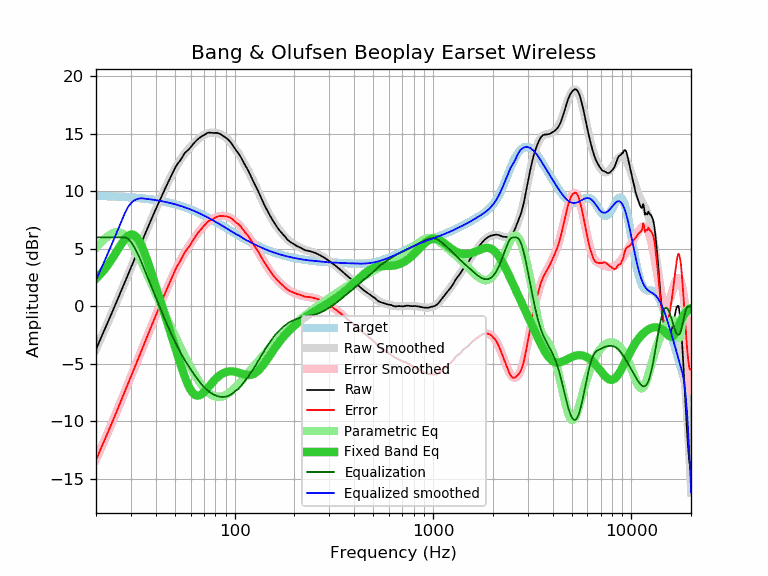 Bang & Olufsen Beoplay Earset Wireless
Amplitude (dBr)
20
15
10
5
0
−5
−10
−15
Target
Raw Smoothed
Error Smoothed
Raw
Error
Parametric Eq
Fixed Band Eq
Equalization
Equalized smoothed
100
1000
10000
Frequency (Hz)